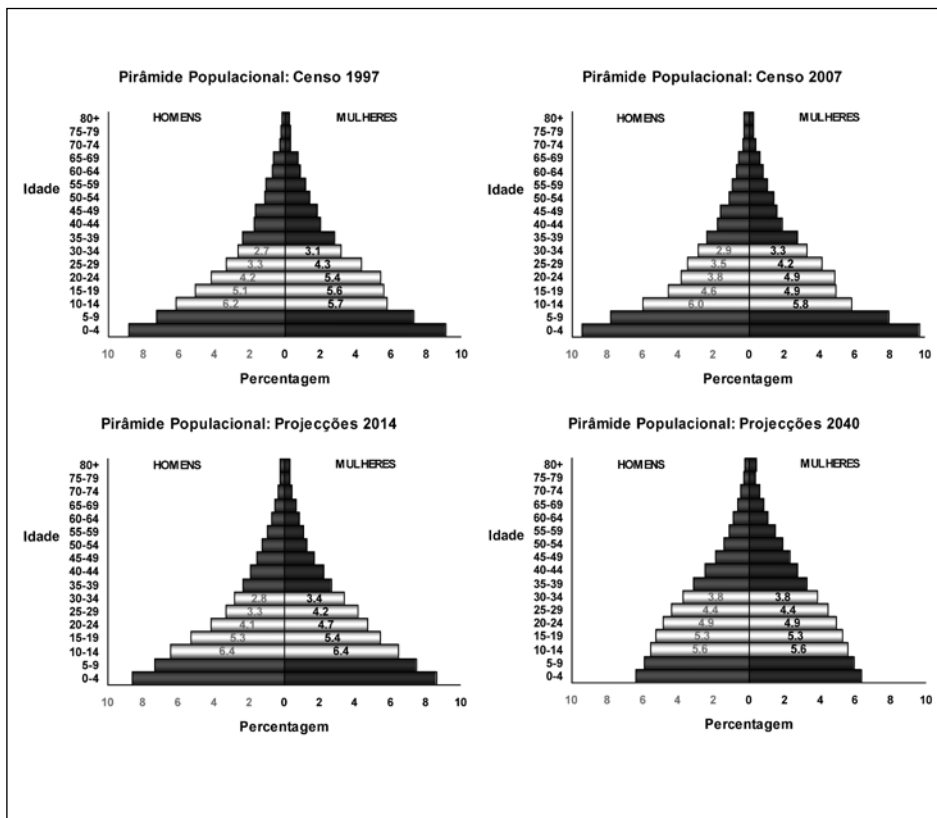 Pirâmide Populacional: Censo 1997
HOMENS MULHERES
Idade
80+
75-79
70-74
65-69
60-64
55-59
50-54
45-49
40-44
35-39
30-34 2.7 3.1
25-29 3.3 4.3
20-24 4.2 5.4
15-19 5.1 5.6
10-14 6.2 5.7
5-9
0-4
10 8 6 4 2 0 2 4 6 8 10
Percentagem
Pirâmide Populacional: Censo 2007
HOMENS MULHERES
Idade
80+
75-79
70-74
65-69
60-64
55-59
50-54
45-49
40-44
35-39
30-34 2.9 3.3
25-29 3.5 4.2
20-24 3.8 4.9
15-19 4.6 4.9
10-14 6.0 5.8
5-9
0-4
10 8 6 4 2 0 2 4 6 8 10
Percentagem
Pirâmide Populacional: Projecções 2014
HOMENS MULHERES
Idade
80+
75-79
70-74
65-69
60-64
55-59
50-54
45-49
40-44
35-39
30-34 2.8 3.4
25-29 3.3 4.2
20-24 4.1 4.7
15-19 5.3 5.4
10-14 6.4 6.4
5-9
0-4
10 8 6 4 2 0 2 4 6 8 10
Percentagem
Pirâmide Populacional: Projecções 2040
HOMENS MULHERES
Idade
80+
75-79
70-74
65-69
60-64
55-59
50-54
45-49
40-44
35-39
30-34 3.8 3.8
25-29 4.4 4.4
20-24 4.9 4.9
15-19 5.3 5.3
10-14 5.6 5.6
5-9
0-4
10 8 6 4 2 0 2 4 6 8 10
Percentagem